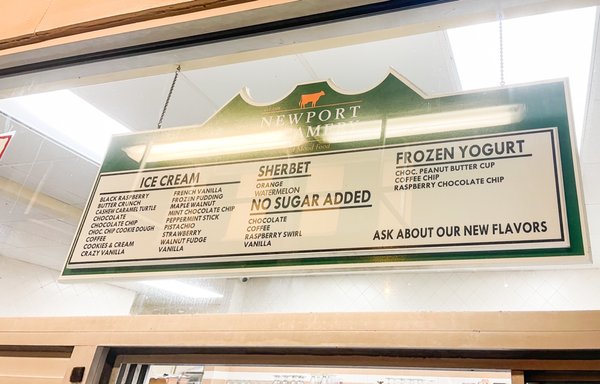 NEWPORT
CREAMERY
ICE CREAM
BLACK RASPBERRY
BUTTER CRUNCH
CASHEW CARAMEL TURTLE
CHOCOLATE
CHOCOLATE CHIP
CHOC. CHIP COOKIE DOUGH
COFFEE
COOKIES & CREAM
CRAZY VANILLA
FRENCH VANILLA
FROZEN PUDDING
MAPLE WALNUT
MINT CHOCOLATE CHIP
PEPPERMINT STICK
PISTACHIO
STRAWBERRY
WALNUT FUDGE
VANILLA
SHERBET
ORANGE
WATERMELON
NO SUGAR ADDED
CHOCOLATE
COFFEE
RASPBERRY SWIRL
VANILLA
FROZEN YOGURT
CHOC. PEANUT BUTTER CUP
COFFEE CHIP
RASPBERRY CHOCOLATE CHIP
ASK ABOUT OUR NEW FLAVORS